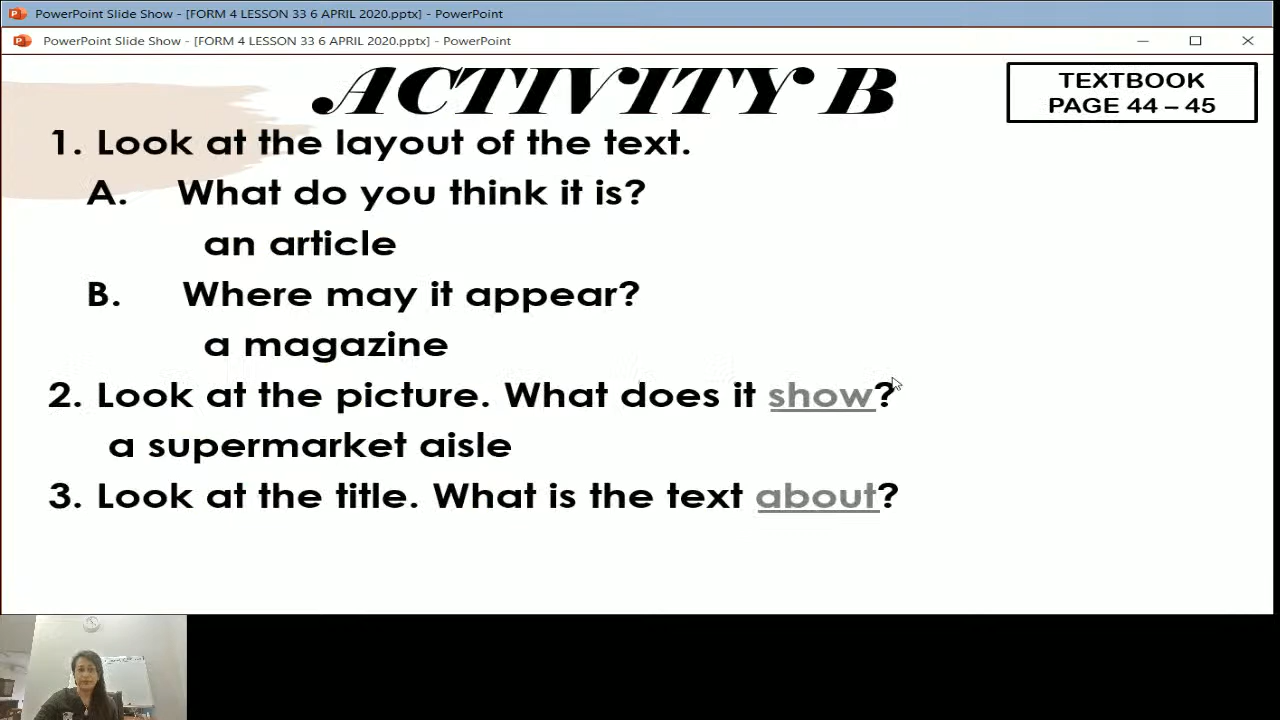 PowerPoint Slide Show - [FORM 4 LESSON 33 6 APRIL 2020.pptx] - PowerPoint
PowerPoint Slide Show - [FORM 4 LESSON 33 6 APRIL 2020.pptx] - PowerPoint
ACTIVITY B
TEXTBOOK
PAGE 44 – 45
1. Look at the layout of the text.
A. What do you think it is?
an article
B. Where may it appear?
a magazine
2. Look at the picture. What does it show?
a supermarket aisle
3. Look at the title. What is the text about?